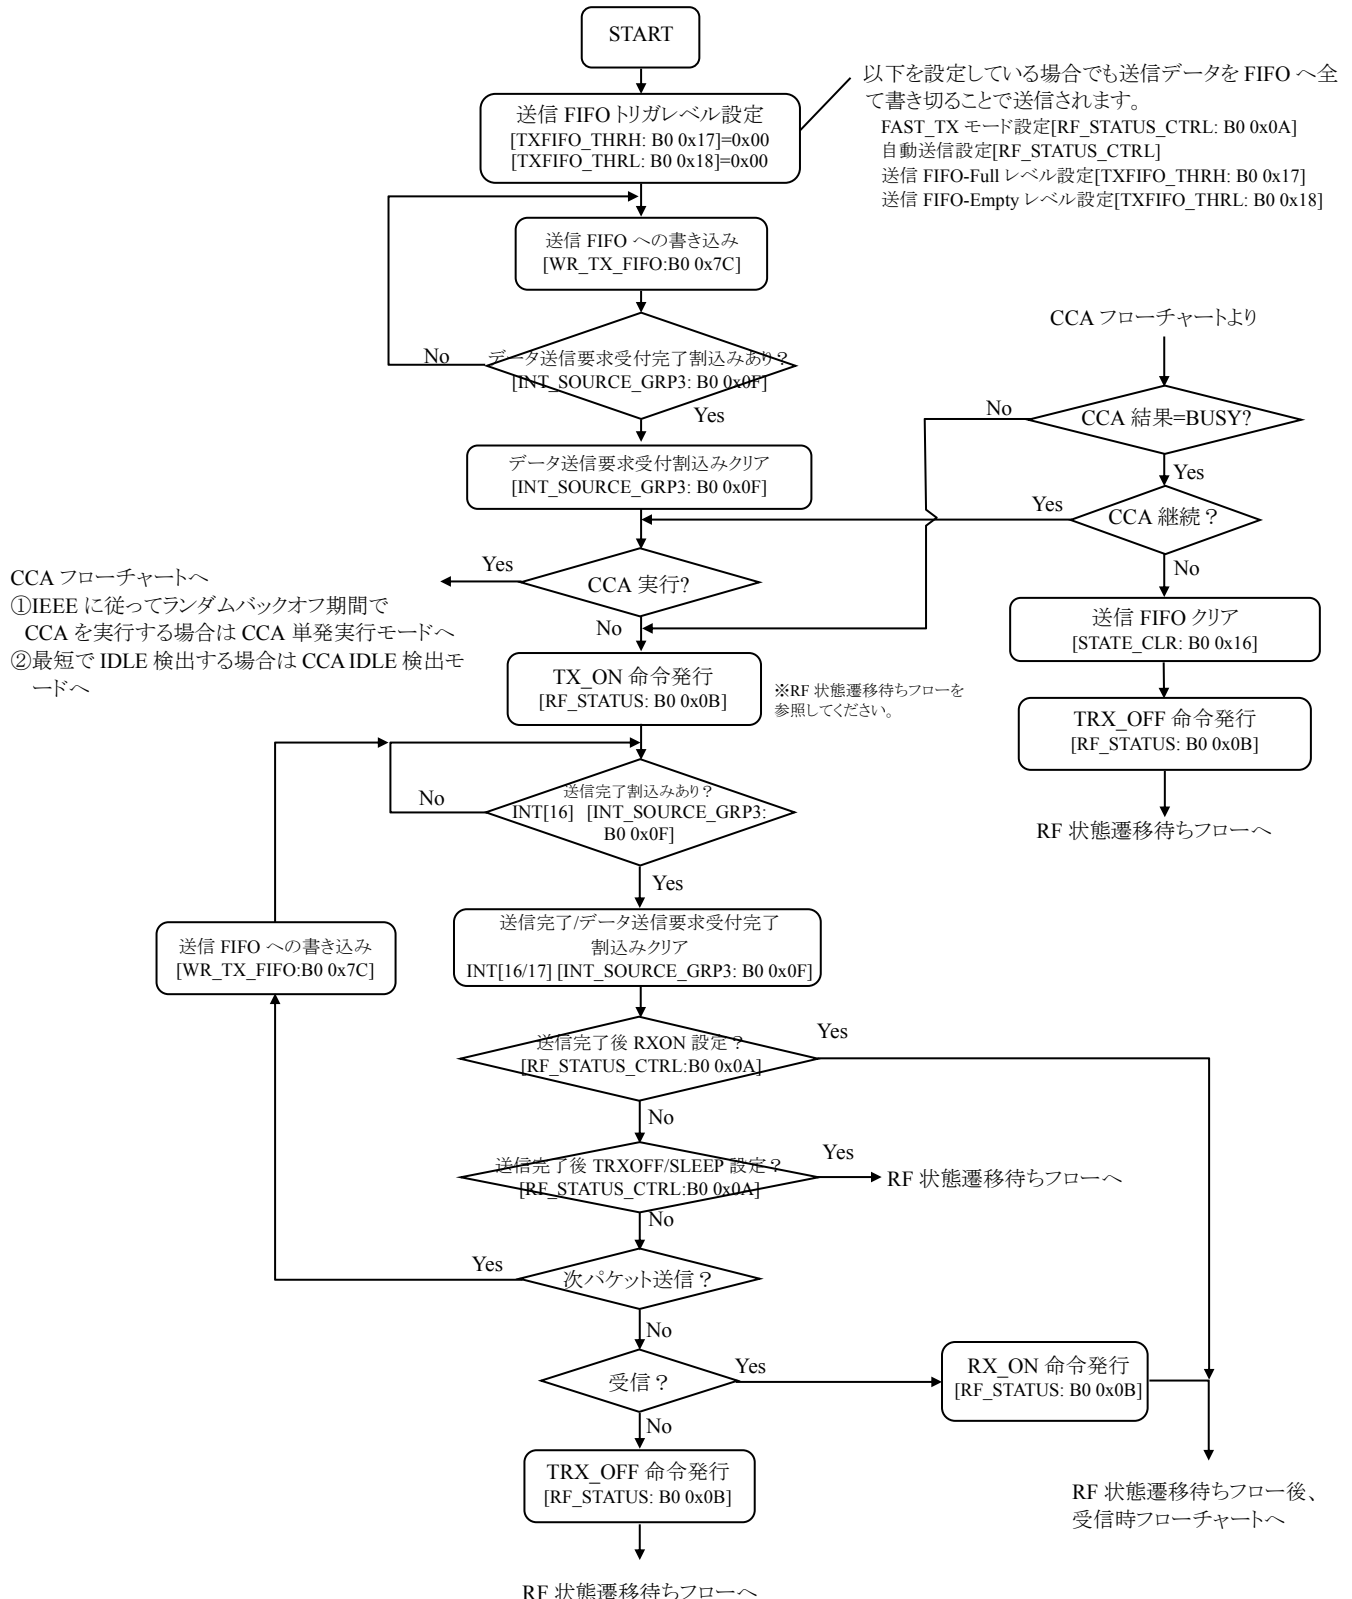 START
送信 FIFO トリガレベル設定
[TXFIFO_THRH: B0 0x17]=0x00
[TXFIFO_THRL: B0 0x18]=0x00
以下を設定している場合でも送信データを FIFO へ全
て書き切ることで送信されます。
FAST_TX モード設定[RF_STATUS_CTRL: B0 0x0A]
自動送信設定[RF_STATUS_CTRL]
送信 FIFO-Full レベル設定[TXFIFO_THRH: B0 0x17]
送信 FIFO-Empty レベル設定[TXFIFO_THRL: B0 0x18]
送信 FIFO への書き込み
[WR_TX_FIFO:B0 0x7C]
No
データ送信要求受付完了割込みあり？
[INT_SOURCE_GRP3: B0 0x0F]
Yes
データ送信要求受付割込みクリア
[INT_SOURCE_GRP3: B0 0x0F]
CCA フローチャートより
No
CCA 結果=BUSY?
Yes
Yes
CCA 継続？
No
送信 FIFO クリア
[STATE_CLR: B0 0x16]
TRX_OFF 命令発行
[RF_STATUS: B0 0x0B]
RF 状態遷移待ちフローへ
Yes
CCA 実行?
No
CCA フローチャートへ
①IEEE に従ってランダムバックオフ期間で
CCA を実行する場合は CCA 単発実行モードへ
②最短で IDLE 検出する場合は CCA IDLE 検出モ
ードへ
TX_ON 命令発行
[RF_STATUS: B0 0x0B]
※RF 状態遷移待ちフローを
参照してください。
No
送信完了割込みあり？
INT[16] [INT_SOURCE_GRP3:
B0 0x0F]
Yes
送信完了/データ送信要求受付完了
割込みクリア
INT[16/17] [INT_SOURCE_GRP3: B0 0x0F]
送信 FIFO への書き込み
[WR_TX_FIFO:B0 0x7C]
送信完了後 RXON 設定？
[RF_STATUS_CTRL:B0 0x0A]
Yes
No
送信完了後 TRXOFF/SLEEP 設定？
[RF_STATUS_CTRL:B0 0x0A]
Yes
RF 状態遷移待ちフローへ
No
Yes
次パケット送信？
No
受信？
Yes
RX_ON 命令発行
[RF_STATUS: B0 0x0B]
No
TRX_OFF 命令発行
[RF_STATUS: B0 0x0B]
RF 状態遷移待ちフロー後、
受信時フローチャートへ
RF 状態遷移待ちフローへ